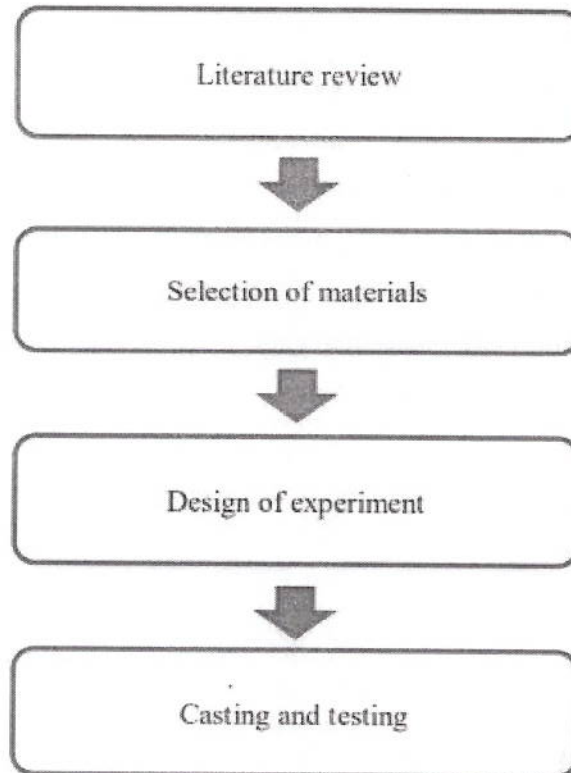 Literature review
Selection of materials
Design of experiment
Casting and testing